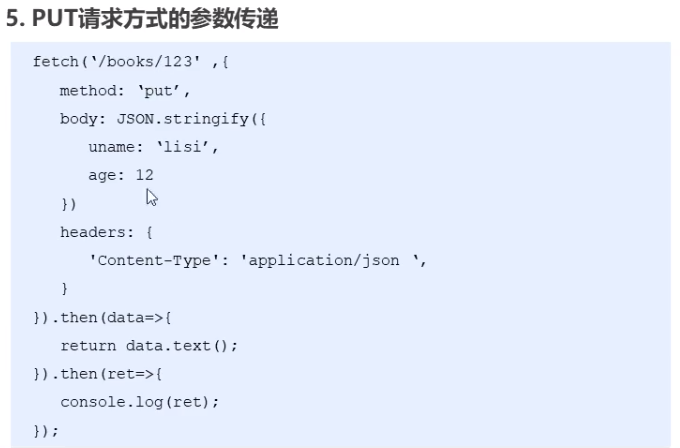 5. PUT请求方式的参数传递
fetch(‘/books/123' ,{
method: ‘put’,
body: JSON.stringify({
uname: ‘lisi’,
age: 12
})
headers: {
'Content-Type': 'application/json ‘,
}
}).then(data=>{
return data.text();
}).then(ret=>{
console.log(ret);
});